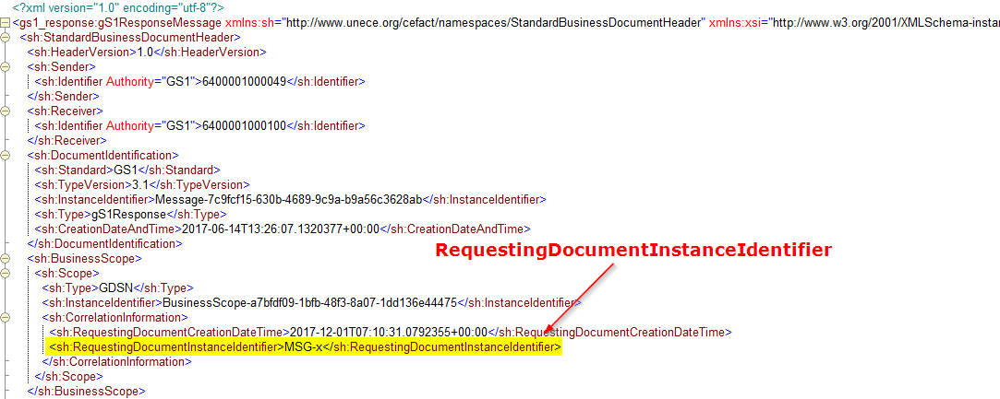 <?xml version="1.0" encoding="utf-8"?>
<gs1_response:gS1ResponseMessage xmlns:sh="http://www.unece.org/cefact/namespaces/StandardBusinessDocumentHeader" xmlns:xsi="http://www.w3.org/2001/XMLSchema-instan
<sh:StandardBusinessDocumentHeader>
<sh:HeaderVersion>1.0</sh:HeaderVersion>
<sh:Sender>
<sh:Identifier Authority="GS1">6400001000049</sh:Identifier>
</sh:Sender>
<sh:Receiver>
<sh:Identifier Authority="GS1">6400001000100</sh:Identifier>
</sh:Receiver>
<sh:DocumentIdentification>
<sh:Standard>GS1</sh:Standard>
<sh:TypeVersion>3.1</sh:TypeVersion>
<sh:InstanceIdentifier>Message-7c9fcf15-630b-4689-9c9a-b9a56c3628ab</sh:InstanceIdentifier>
<sh:Type>gS1Response</sh:Type>
<sh:CreationDateAndTime>2017-06-14T13:26:07.1320377+00:00</sh:CreationDateAndTime>
</sh:DocumentIdentification>
<sh:BusinessScope>
RequestingDocumentInstanceIdentifier
<sh:Scope>
<sh:Type>GDSN</sh:Type>
<sh:InstanceIdentifier>BusinessScope-a7bfdf09-1bfb-48f3-8a07-1dd136e44475</sh:InstanceIdentifier>
<sh:CorrelationInformation>
<sh:RequestingDocumentCreationDateTime>2017-12-01T07:10:31.0792355+00:00</sh:RequestingDocumentCreationDateTime>
<sh:RequestingDocumentInstanceIdentifier>MSG-x</sh:RequestingDocumentInstanceIdentifier>
</sh:CorrelationInformation>
</sh:Scope>
</sh:BusinessScope>